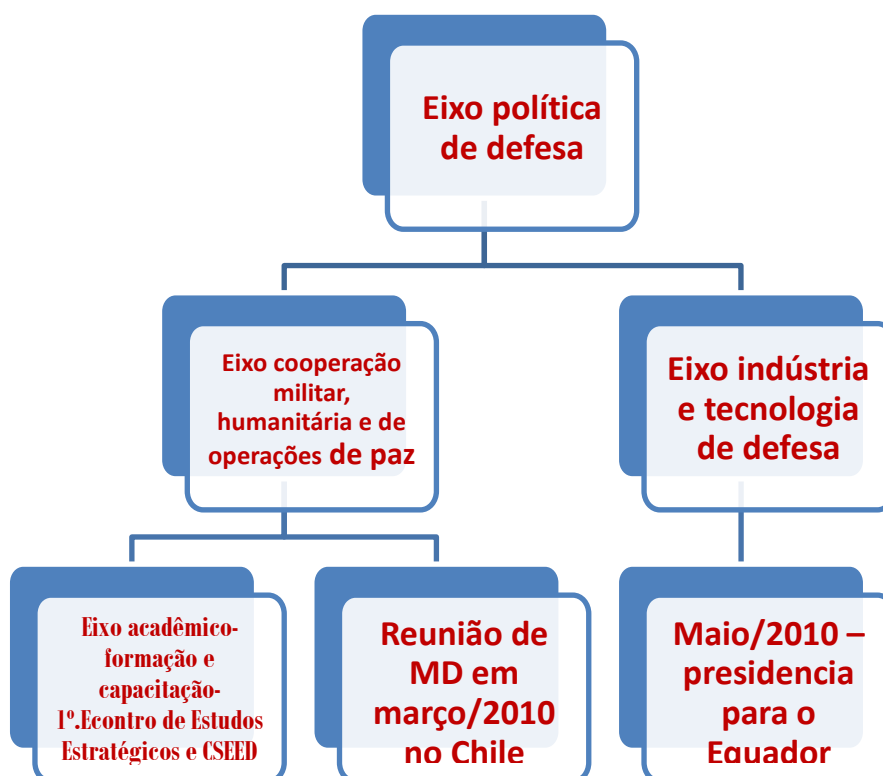 Eixo política
de defesa
Eixo cooperação
militar,
humanitária e de
operações de paz
Eixo indústria
e tecnologia
de defesa
Eixo acadêmico-
formação e
capacitação-
1º.Econtro de Estudos
Estratégicos e CSEED
Reunião de
MD em
março/2010
no Chile
Maio/2010 –
presidencia
para o
Equador